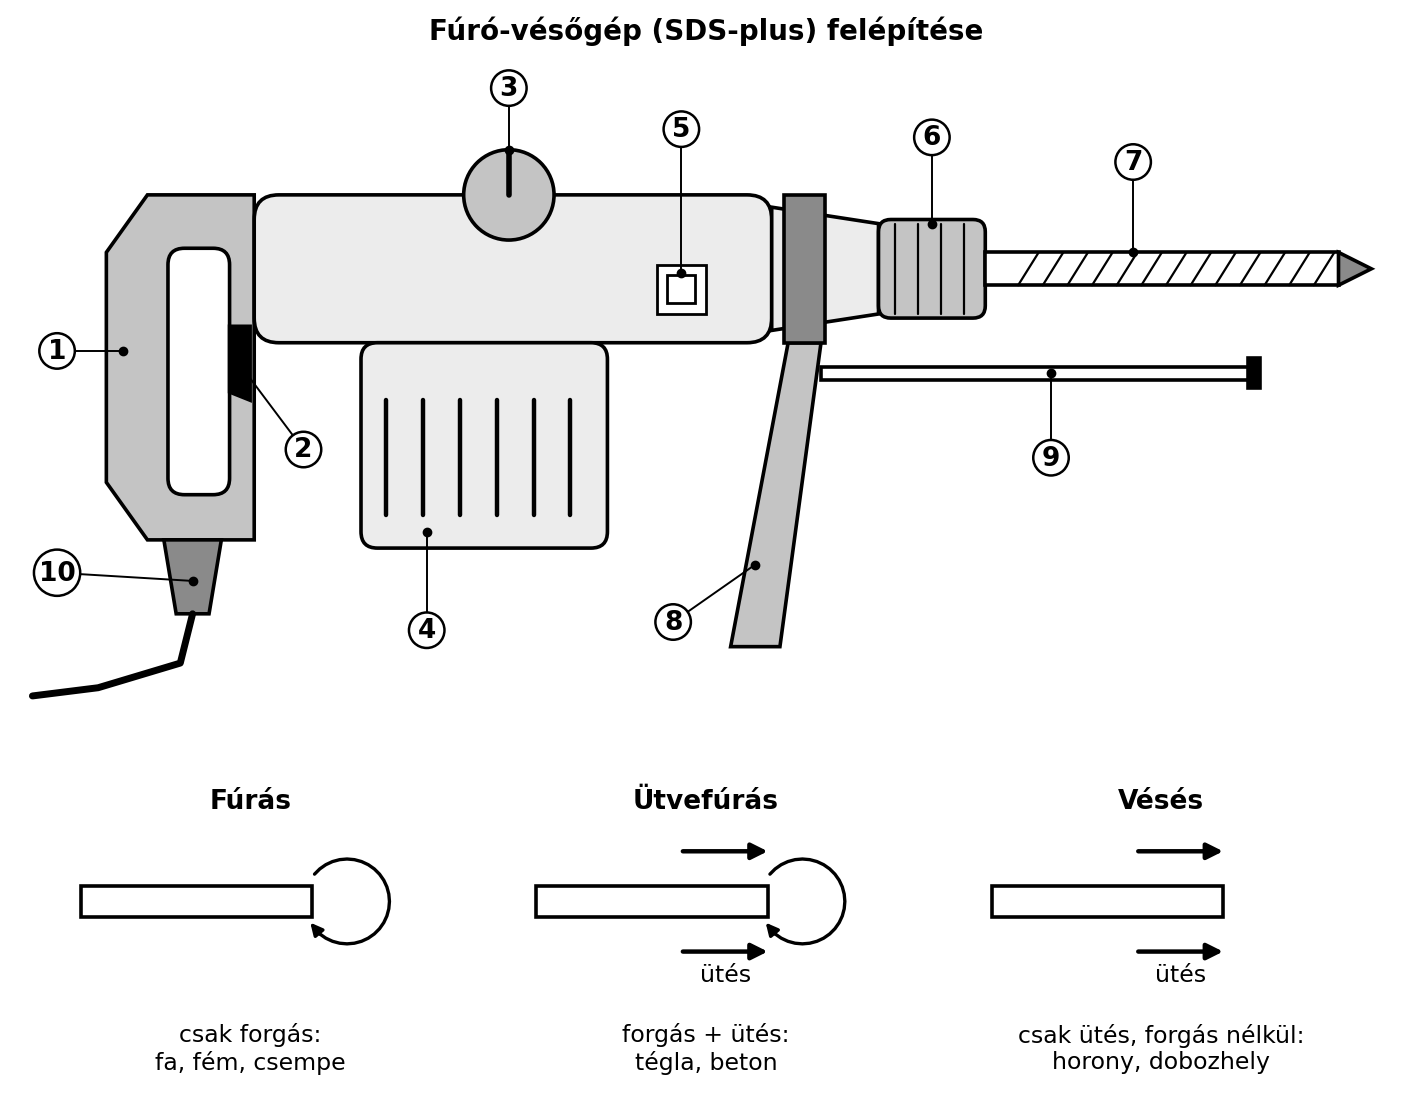 Fúró-vésőgép (SDS-plus) felépítése
3
5
6
7
1
2
9
10
8
4
Fúrás
Ütvefúrás
Vésés
ütés
ütés
csak forgás:
fa, fém, csempe
forgás + ütés:
tégla, beton
csak ütés, forgás nélkül:
horony, dobozhely